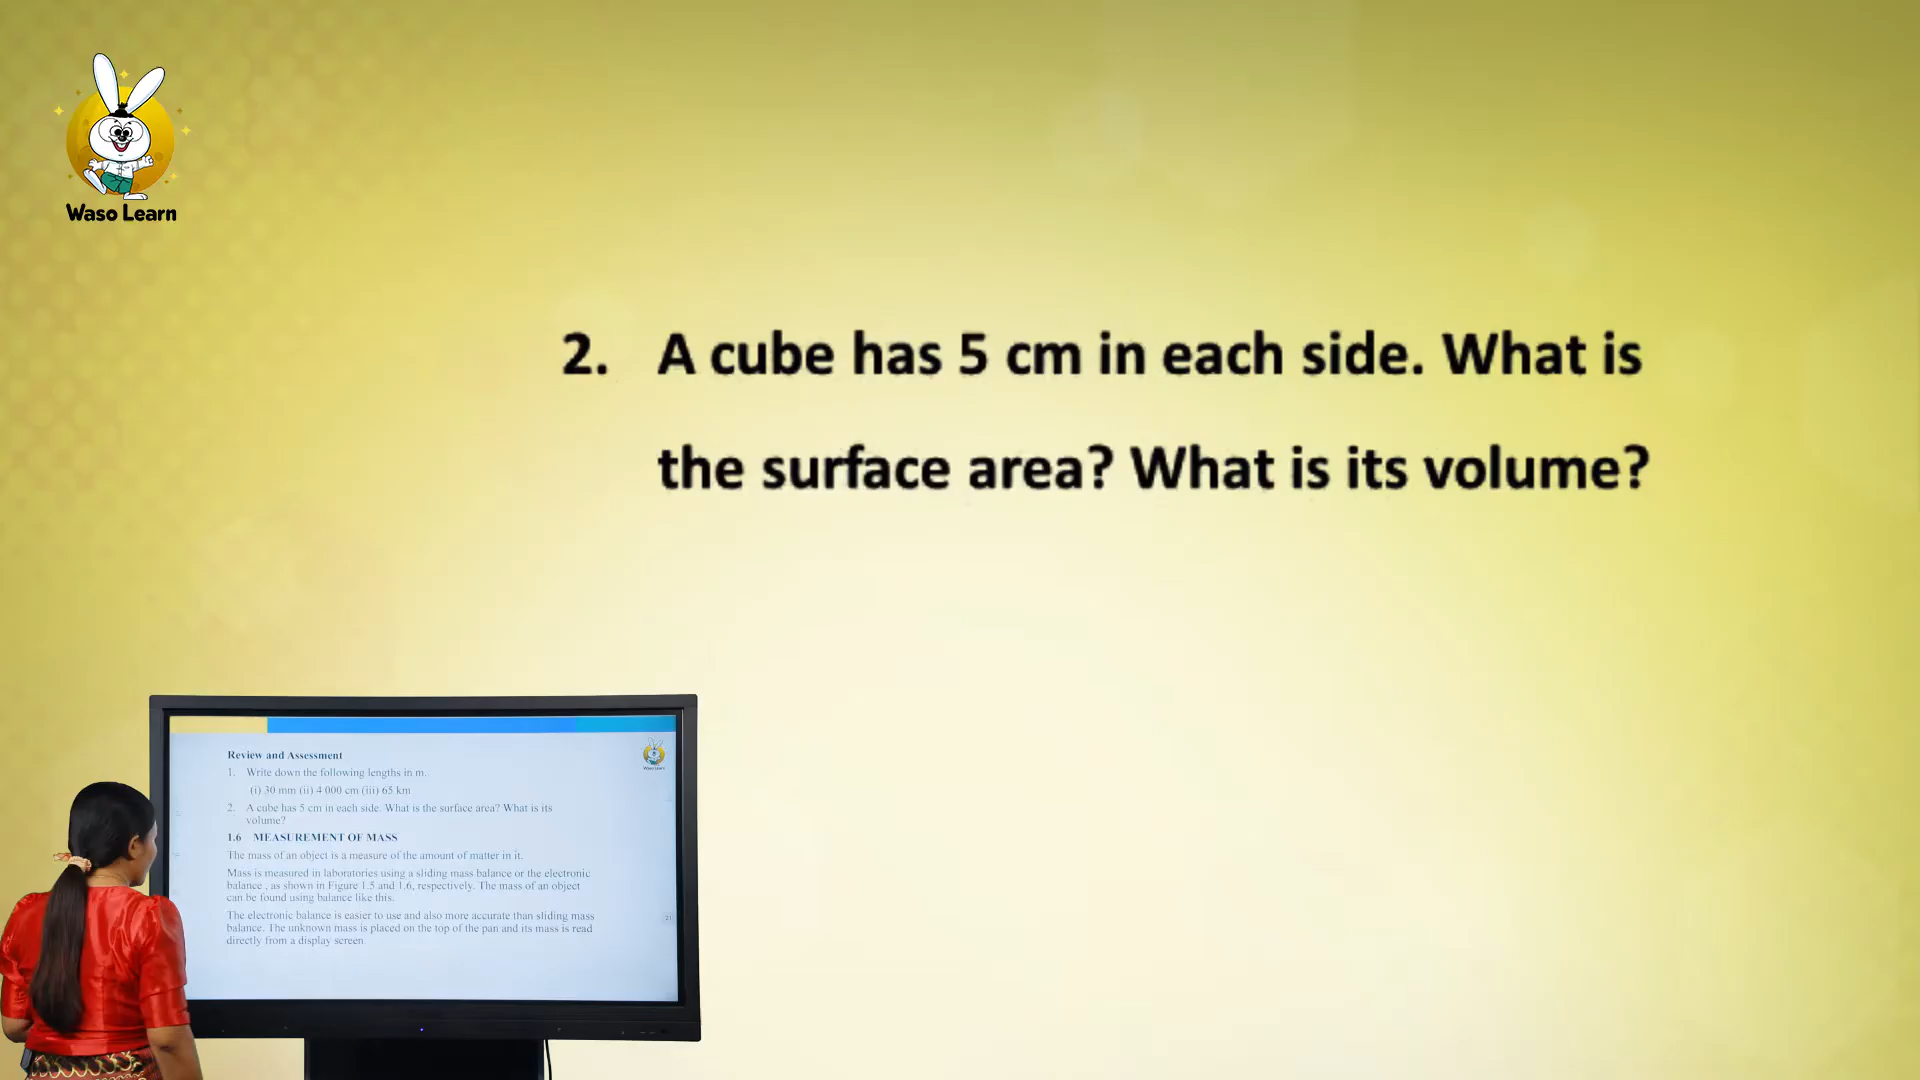 Waso Learn
2. A cube has 5 cm in each side. What is
the surface area? What is its volume?
Review and Assessment
1. Write down the following lengths in m.
(i) 30 mm (ii) 4 000 cm (iii) 65 km
2. A cube has 5 cm in each side. What is the surface area? What is its
volume?
1.6 MEASUREMENT OF MASS
The mass of an object is a measure of the amount of matter in it.
Mass is measured in laboratories using a sliding mass balance or the electronic
balance , as shown in Figure 1.5 and 1.6, respectively. The mass of an object
can be found using balance like this.
The electronic balance is easier to use and also more accurate than sliding mass
balance. The unknown mass is placed on the top of the pan and its mass is read
directly from a display screen.
Waso Learn
21